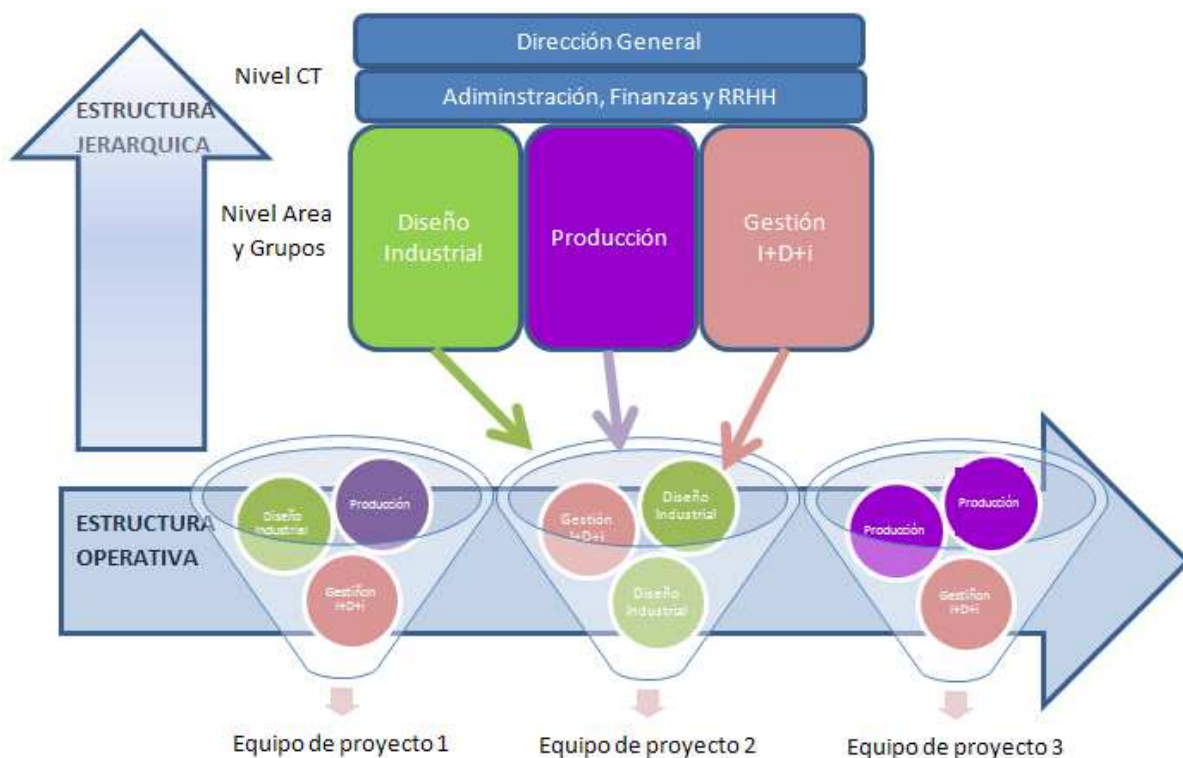 Dirección General
Nivel CT
Adiminstración, Finanzas y RRHH
ESTRUCTURA
JERARQUICA
Nivel Area
y Grupos
Diseño
Industrial
Producción
Gestión
I+D+i
ESTRUCTURA
OPERATIVA
Diseño
Industrial
Producción
Gestiñon
I+D+i
Gestión
I+D+i
Diseño
Industrial
Diseño
Industrial
Producción
Producción
Gestiñon
I+D+i
Equipo de proyecto 1
Equipo de proyecto 2
Equipo de proyecto 3